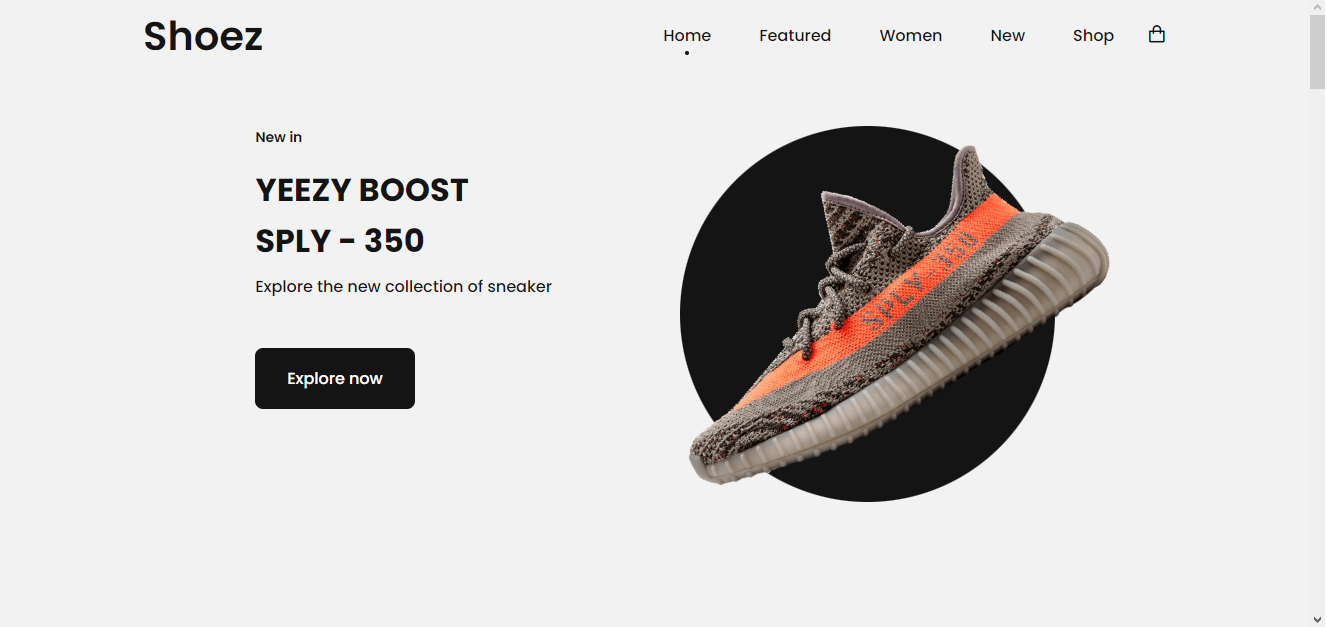 Shoez
Home Featured Women New Shop
New in
YEEZY BOOST
SPLY - 350
Explore the new collection of sneaker
Explore now
SPLY-350